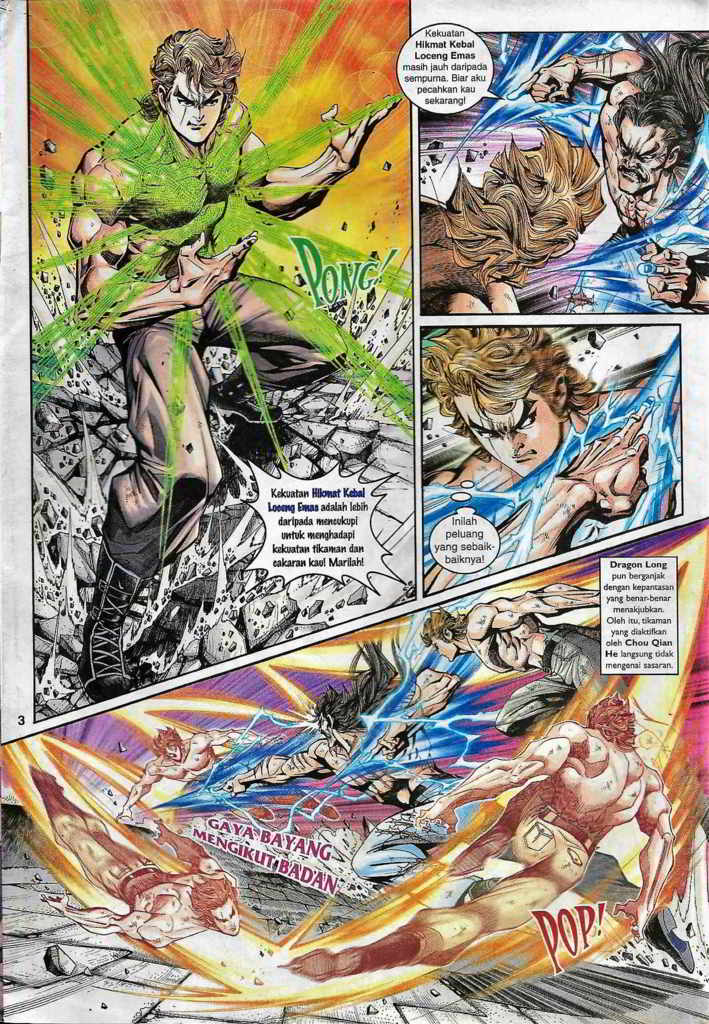 PONG!
Kekuatan Hikmat Kebal
Loceng Emas adalah lebih
daripada mencukupi
untuk menghadapi
kekuatan tikaman dan
cakaran kau! Marilah!
Kekuatan
Hikmat Kebal
Loceng Emas
masih jauh daripada
sempurna. Biar aku
pecahkan kau
sekarang!
Inilah
peluang
yang sebaik-
baiknya!
Dragon Long
pun berganjak
dengan kepantasan
yang benar-benar
menakjubkan.
Oleh itu, tikaman
yang diaktifkan
oleh Chou Qian
He langsung tidak
mengenai sasaran.
3
GAYA BAYANG
MENGIKUT BADAN
POP!